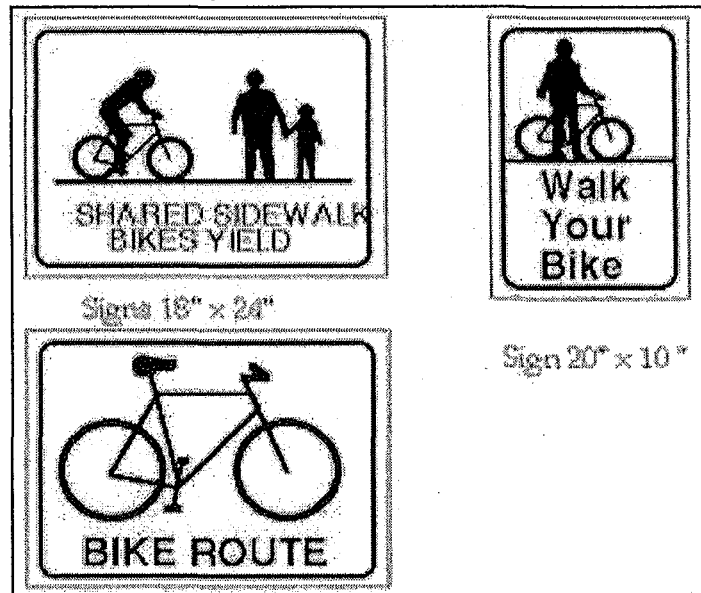 SHARED SIDEWALK
BIKES YIELD
Signs 18" x 24"
Walk
Your
Bike
Sign 20" x 10"
BIKE ROUTE